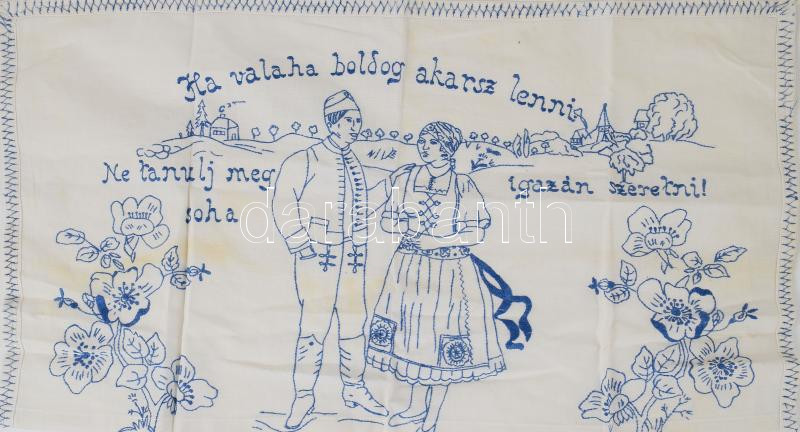 Ha valaha boldog akarsz lenni,
Ne tanulj meg igazán szeretni!
soha
darabanth